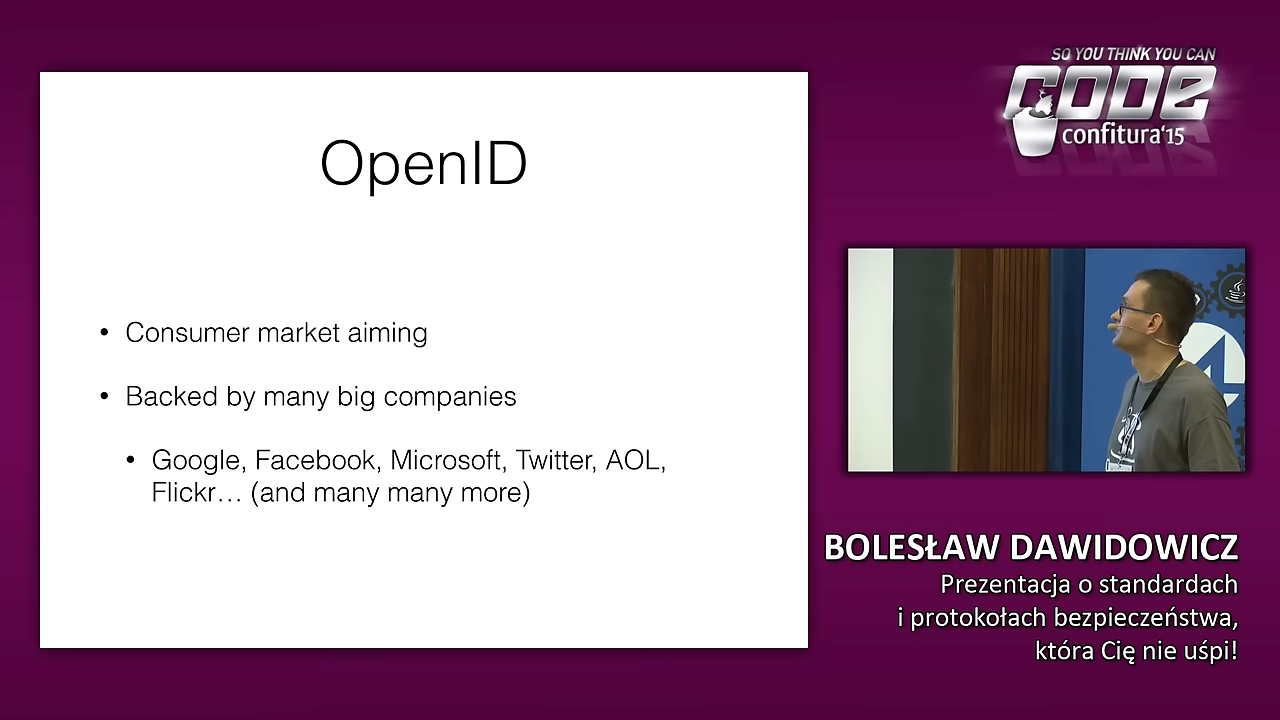 OpenID
• Consumer market aiming
• Backed by many big companies
• Google, Facebook, Microsoft, Twitter, AOL,
Flickr… (and many many more)
SO YOU THINK YOU CAN
CODE
confitura'15
BOLESŁAW DAWIDOWICZ
Prezentacja o standardach
i protokołach bezpieczeństwa,
która Cię nie uśpi!